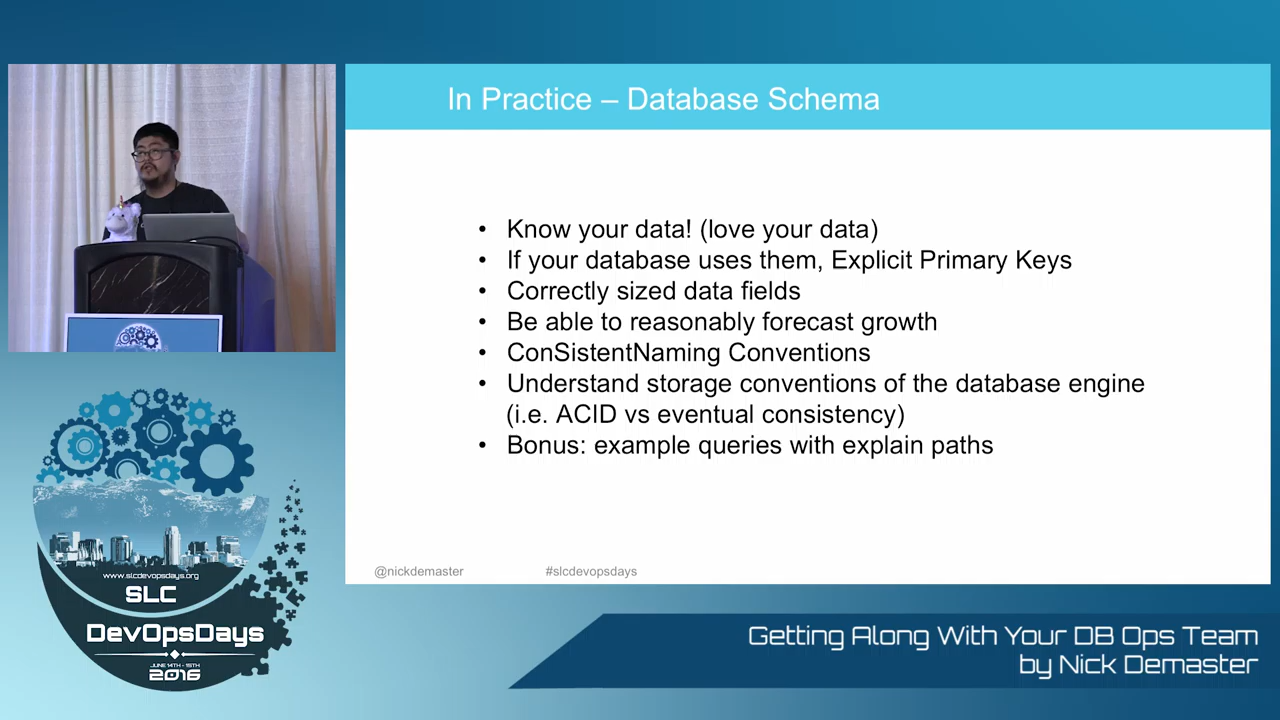 In Practice – Database Schema
• Know your data! (love your data)
• If your database uses them, Explicit Primary Keys
• Correctly sized data fields
• Be able to reasonably forecast growth
• ConSistentNaming Conventions
• Understand storage conventions of the database engine
(i.e. ACID vs eventual consistency)
• Bonus: example queries with explain paths
@nickdemaster #slcdevopsdays
www.slcdevopsdays.org
SLC
DevOpsDays
JUNE 14TH - 15TH
2016
Getting Along With Your DB Ops Team
by Nick Demaster